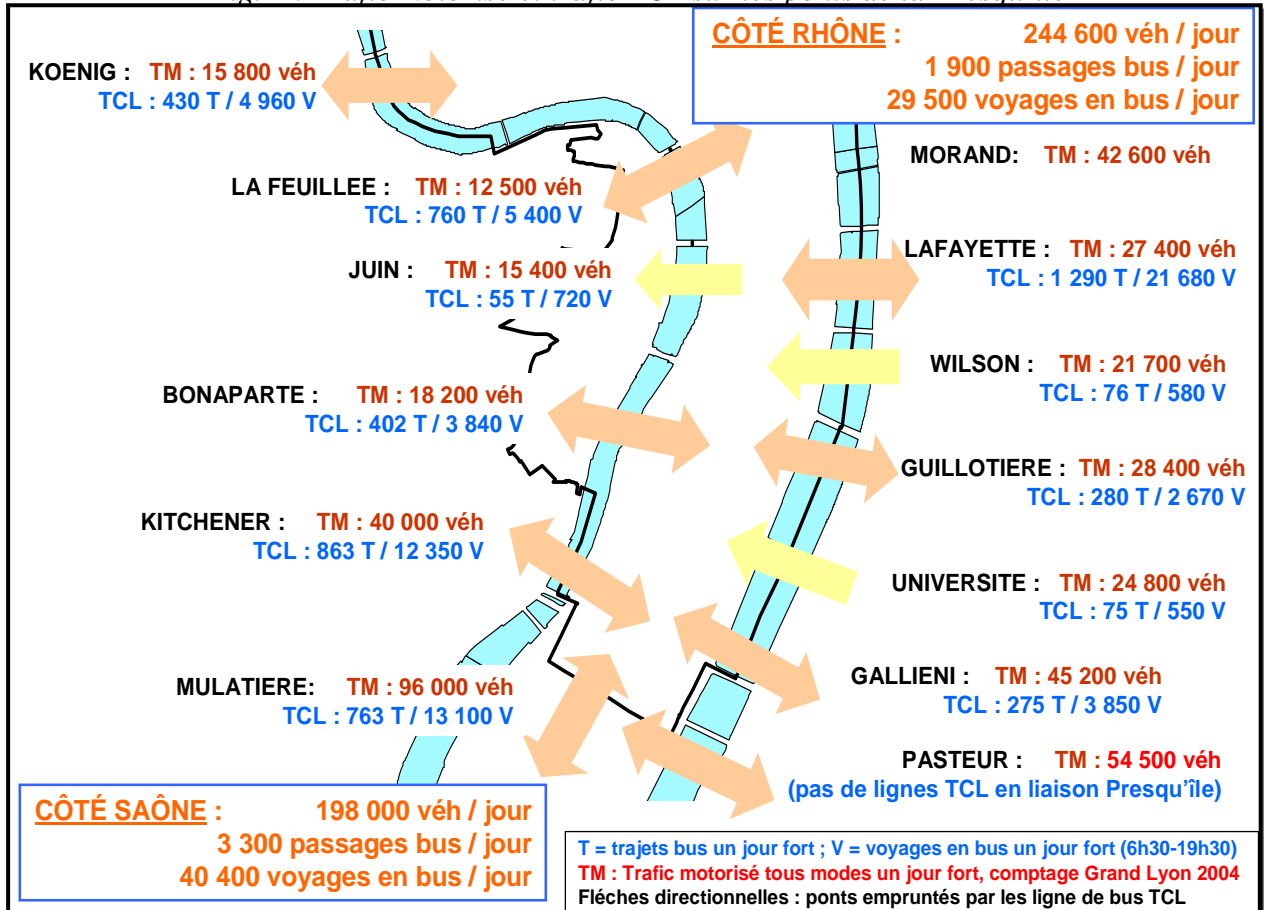 CÔTÉ RHÔNE : 244 600 véh / jour
1 900 passages bus / jour
29 500 voyages en bus / jour
KOENIG : TM : 15 800 véh
TCL : 430 T / 4 960 V
LA FEUILLEE : TM : 12 500 véh
TCL : 760 T / 5 400 V
JUIN : TM : 15 400 véh
TCL : 55 T / 720 V
BONAPARTE : TM : 18 200 véh
TCL : 402 T / 3 840 V
KITCHENER : TM : 40 000 véh
TCL : 863 T / 12 350 V
MULATIERE: TM : 96 000 véh
TCL : 763 T / 13 100 V
MORAND: TM : 42 600 véh
LAFAYETTE : TM : 27 400 véh
TCL : 1 290 T / 21 680 V
WILSON : TM : 21 700 véh
TCL : 76 T / 580 V
GUILLOTIERE : TM : 28 400 véh
TCL : 280 T / 2 670 V
UNIVERSITE : TM : 24 800 véh
TCL : 75 T / 550 V
GALLIENI : TM : 45 200 véh
TCL : 275 T / 3 850 V
PASTEUR : TM : 54 500 véh
(pas de lignes TCL en liaison Presqu'île)
CÔTÉ SAÔNE : 198 000 véh / jour
3 300 passages bus / jour
40 400 voyages en bus / jour
T = trajets bus un jour fort ; V = voyages en bus un jour fort (6h30-19h30)
TM : Trafic motorisé tous modes un jour fort, comptage Grand Lyon 2004
Fléches directionnelles : ponts empruntés par les ligne de bus TCL